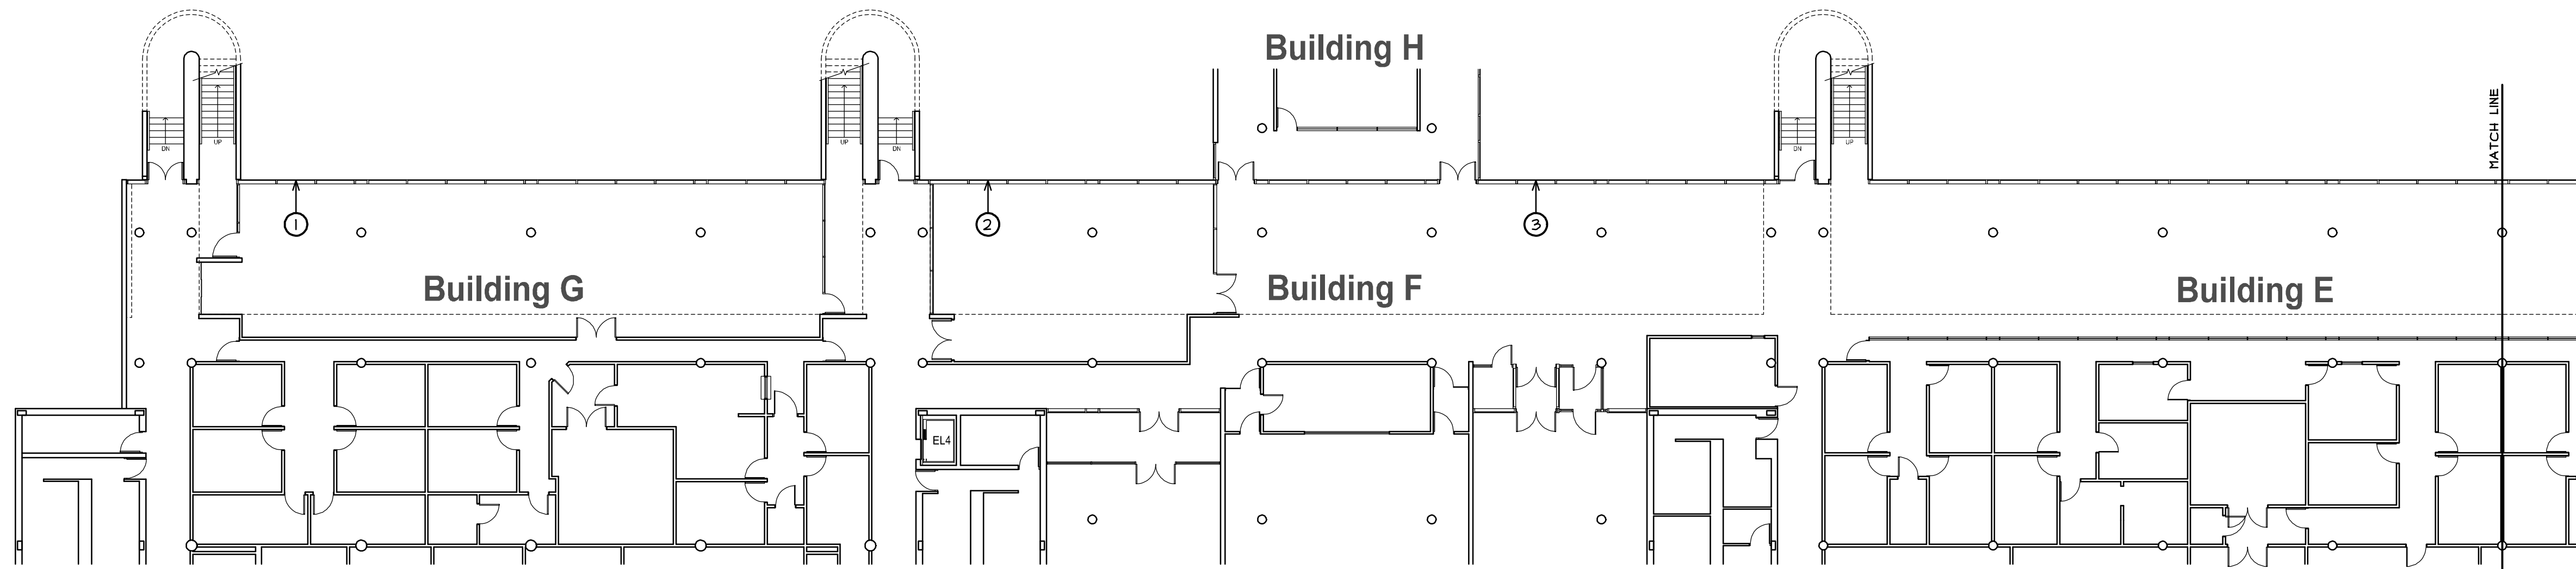 Building H
MATCH LINE
DN
UP
UP
DN
DN
UP
1
2
3
Building G
Building F
Building E
EL4